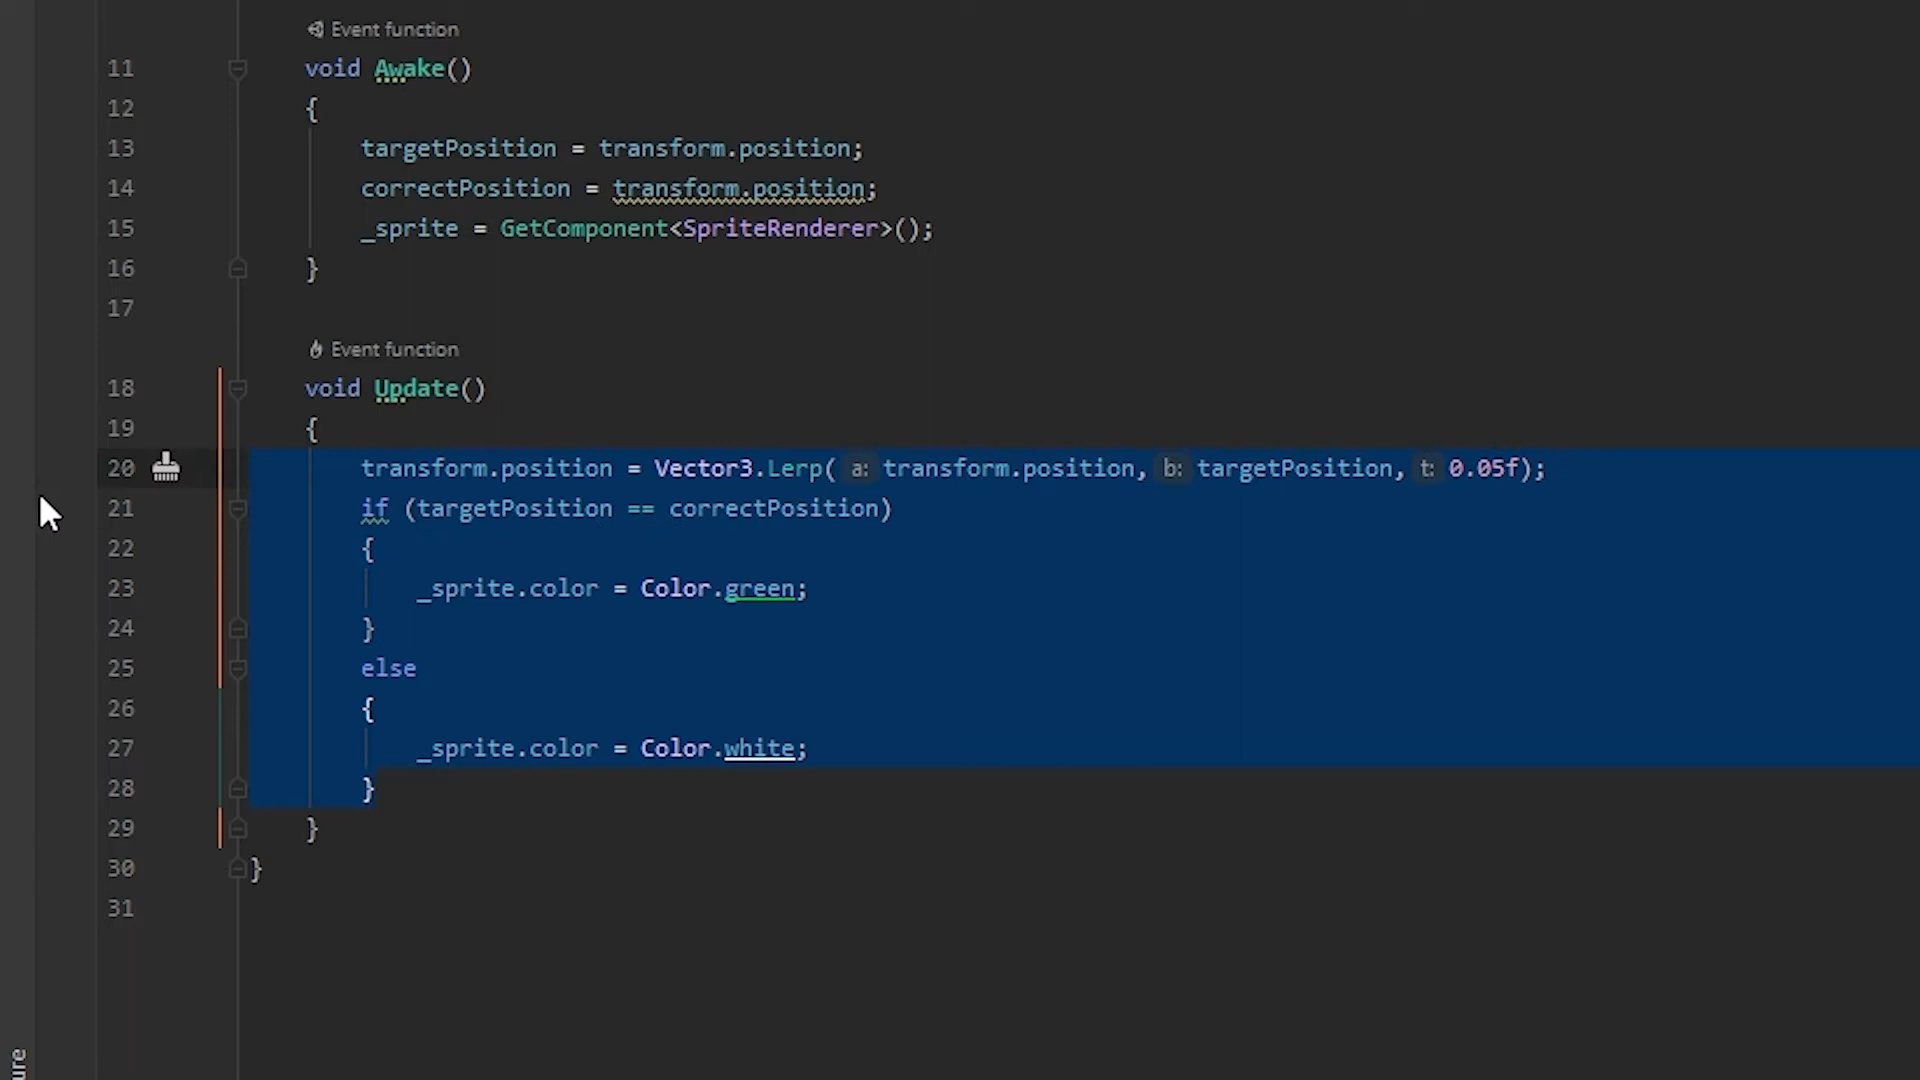 Event function
11 void Awake()
12 {
13 targetPosition = transform.position;
14 correctPosition = transform.position;
15 _sprite = GetComponent<SpriteRenderer>();
16 }
17
Event function
18 void Update()
19 {
20 transform.position = Vector3.Lerp( a: transform.position, b: targetPosition, t: 0.05f);
21 if (targetPosition == correctPosition)
22 {
23 _sprite.color = Color.green;
24 }
25 else
26 {
27 _sprite.color = Color.white;
28 }
29 }
30 }
31
ure